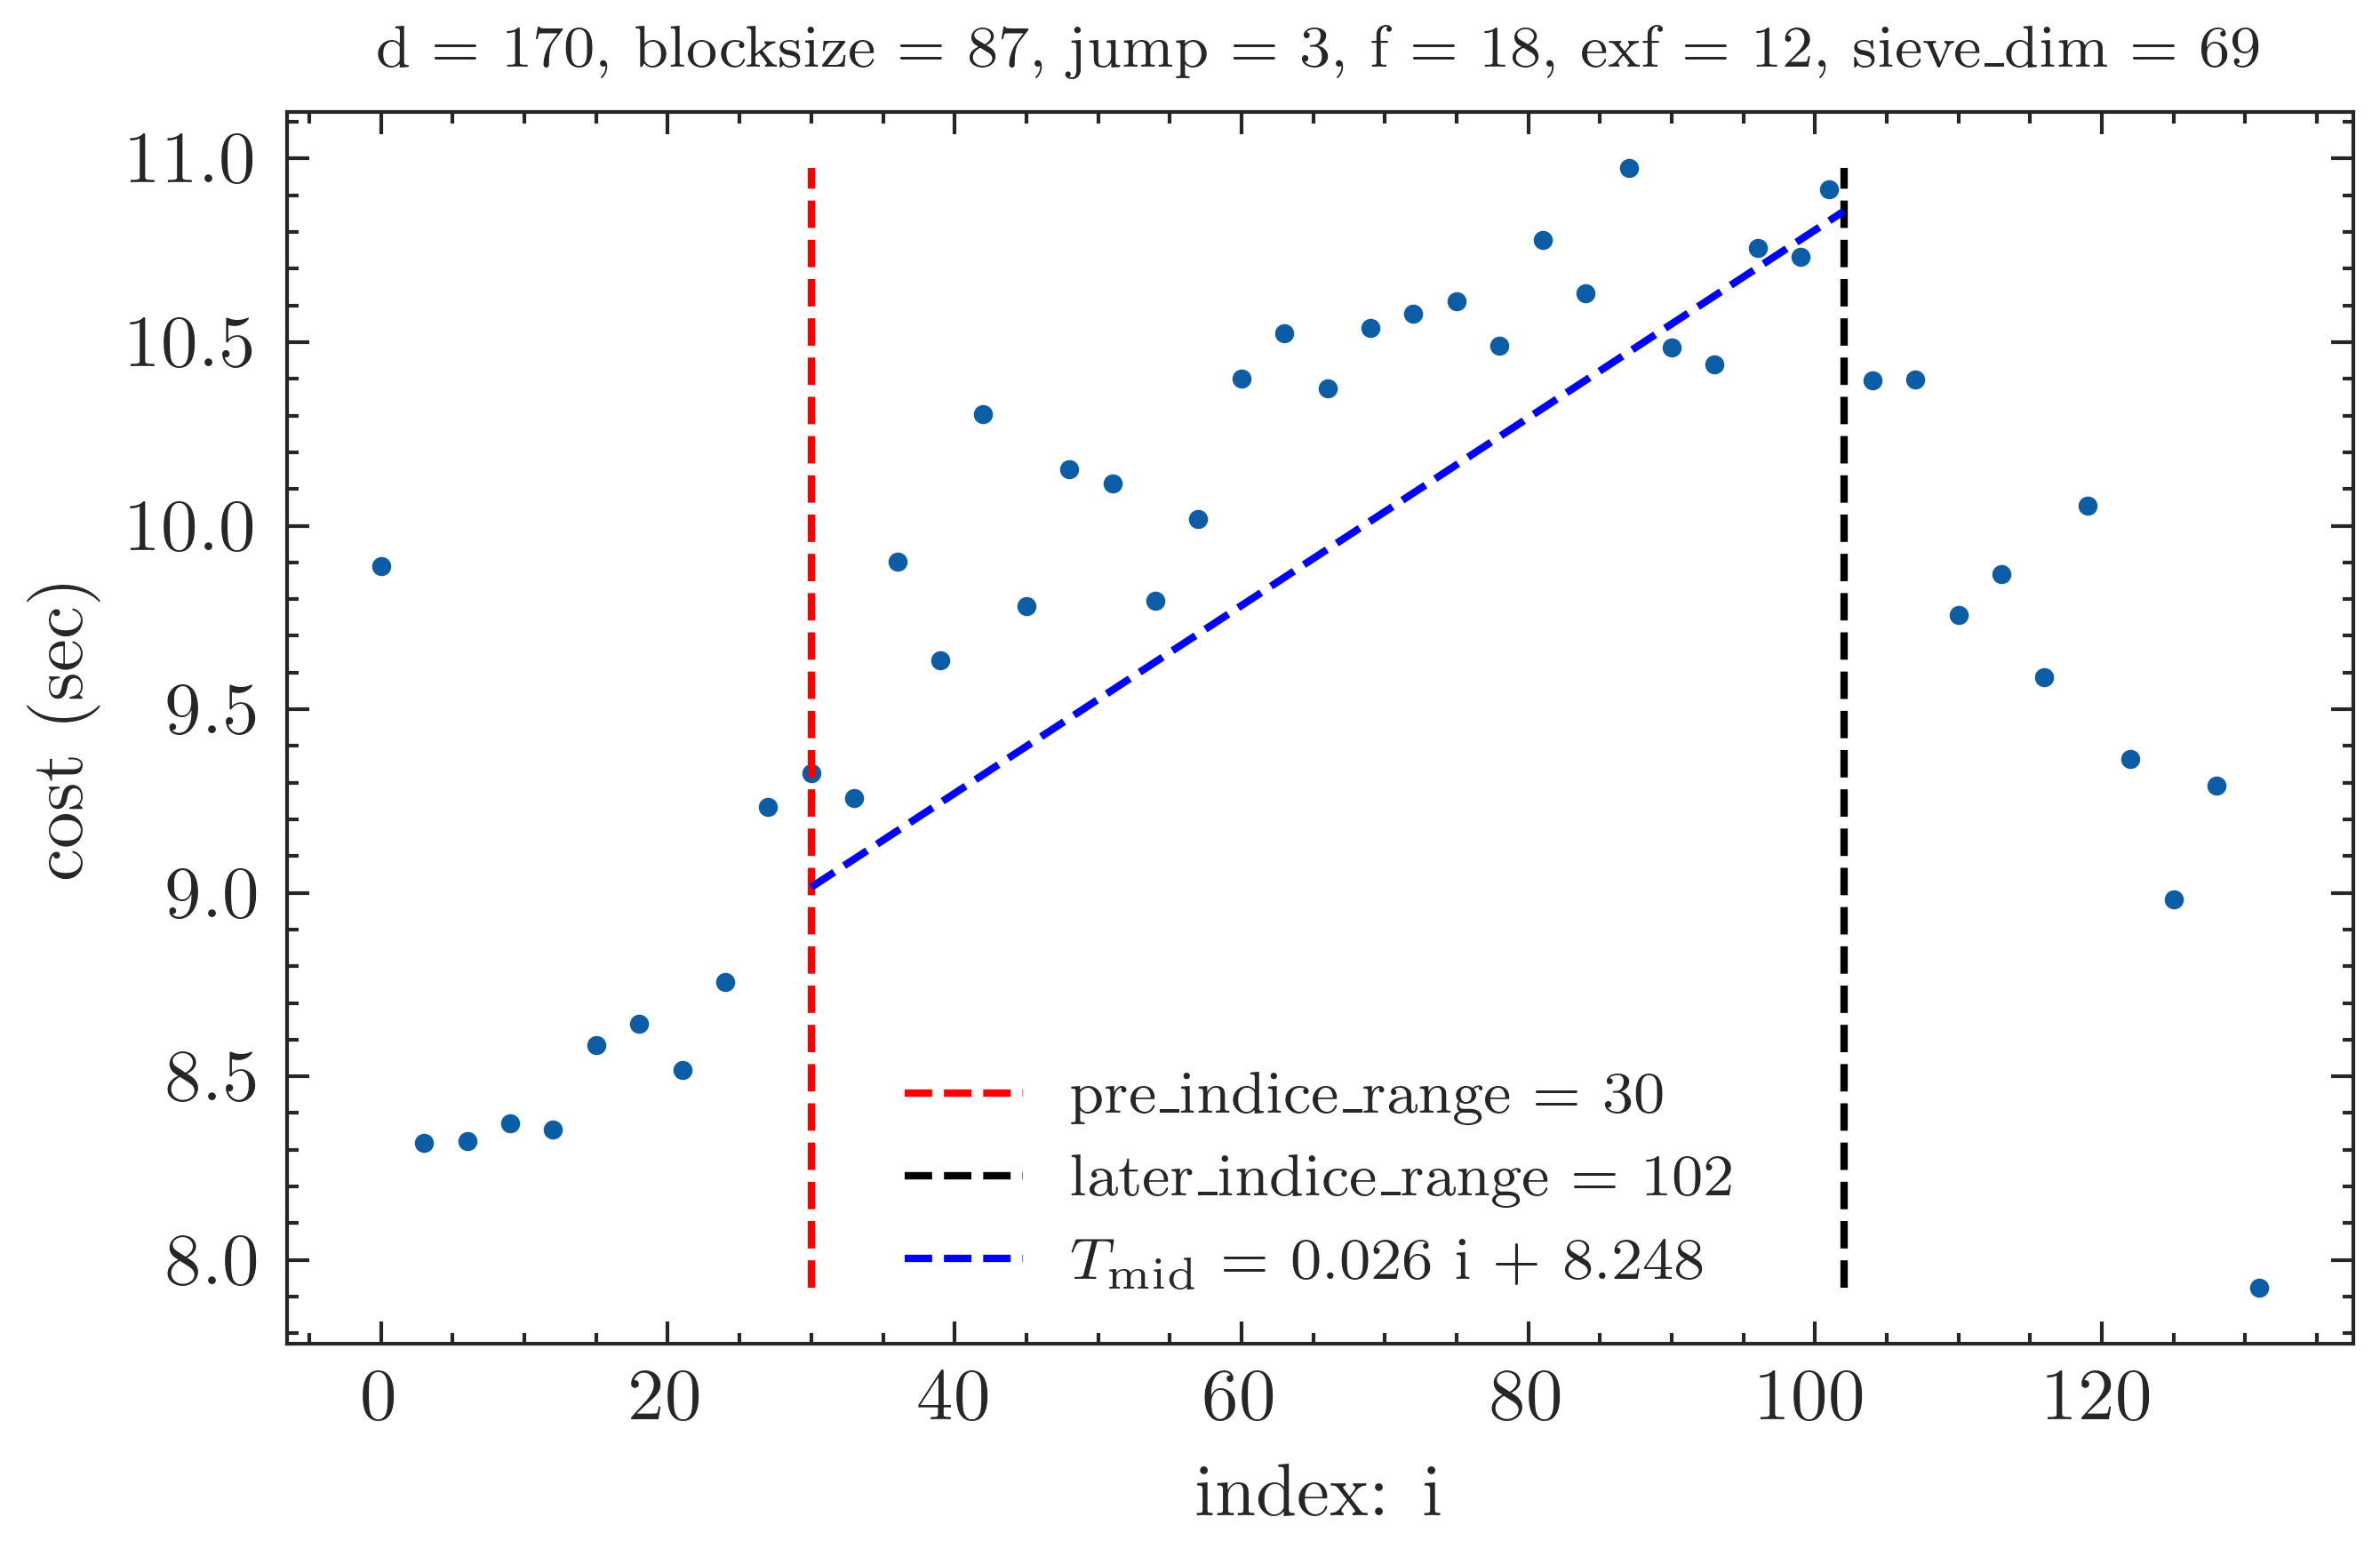 d = 170, blocksize = 87, jump = 3, f = 18, exf = 12, sieve_dim = 69
11.0
10.5
10.0
9.5
9.0
8.5
8.0
cost (sec)
pre_indice_range = 30
later_indice_range = 102
T_mid = 0.026 i + 8.248
0 20 40 60 80 100 120
index: i